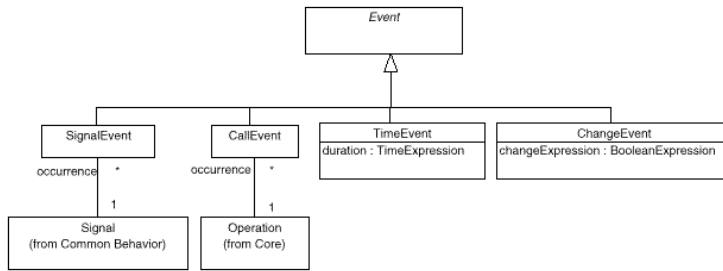 Event
SignalEvent
CallEvent
TimeEvent
duration : TimeExpression
ChangeEvent
changeExpression : BooleanExpression
occurrence *
1
occurrence *
1
Signal
(from Common Behavior)
Operation
(from Core)